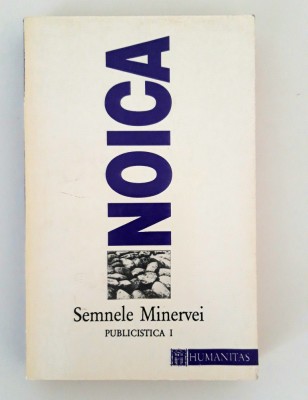 NOICA
Semnele Minervei
PUBLICISTICA I
HUMANITAS